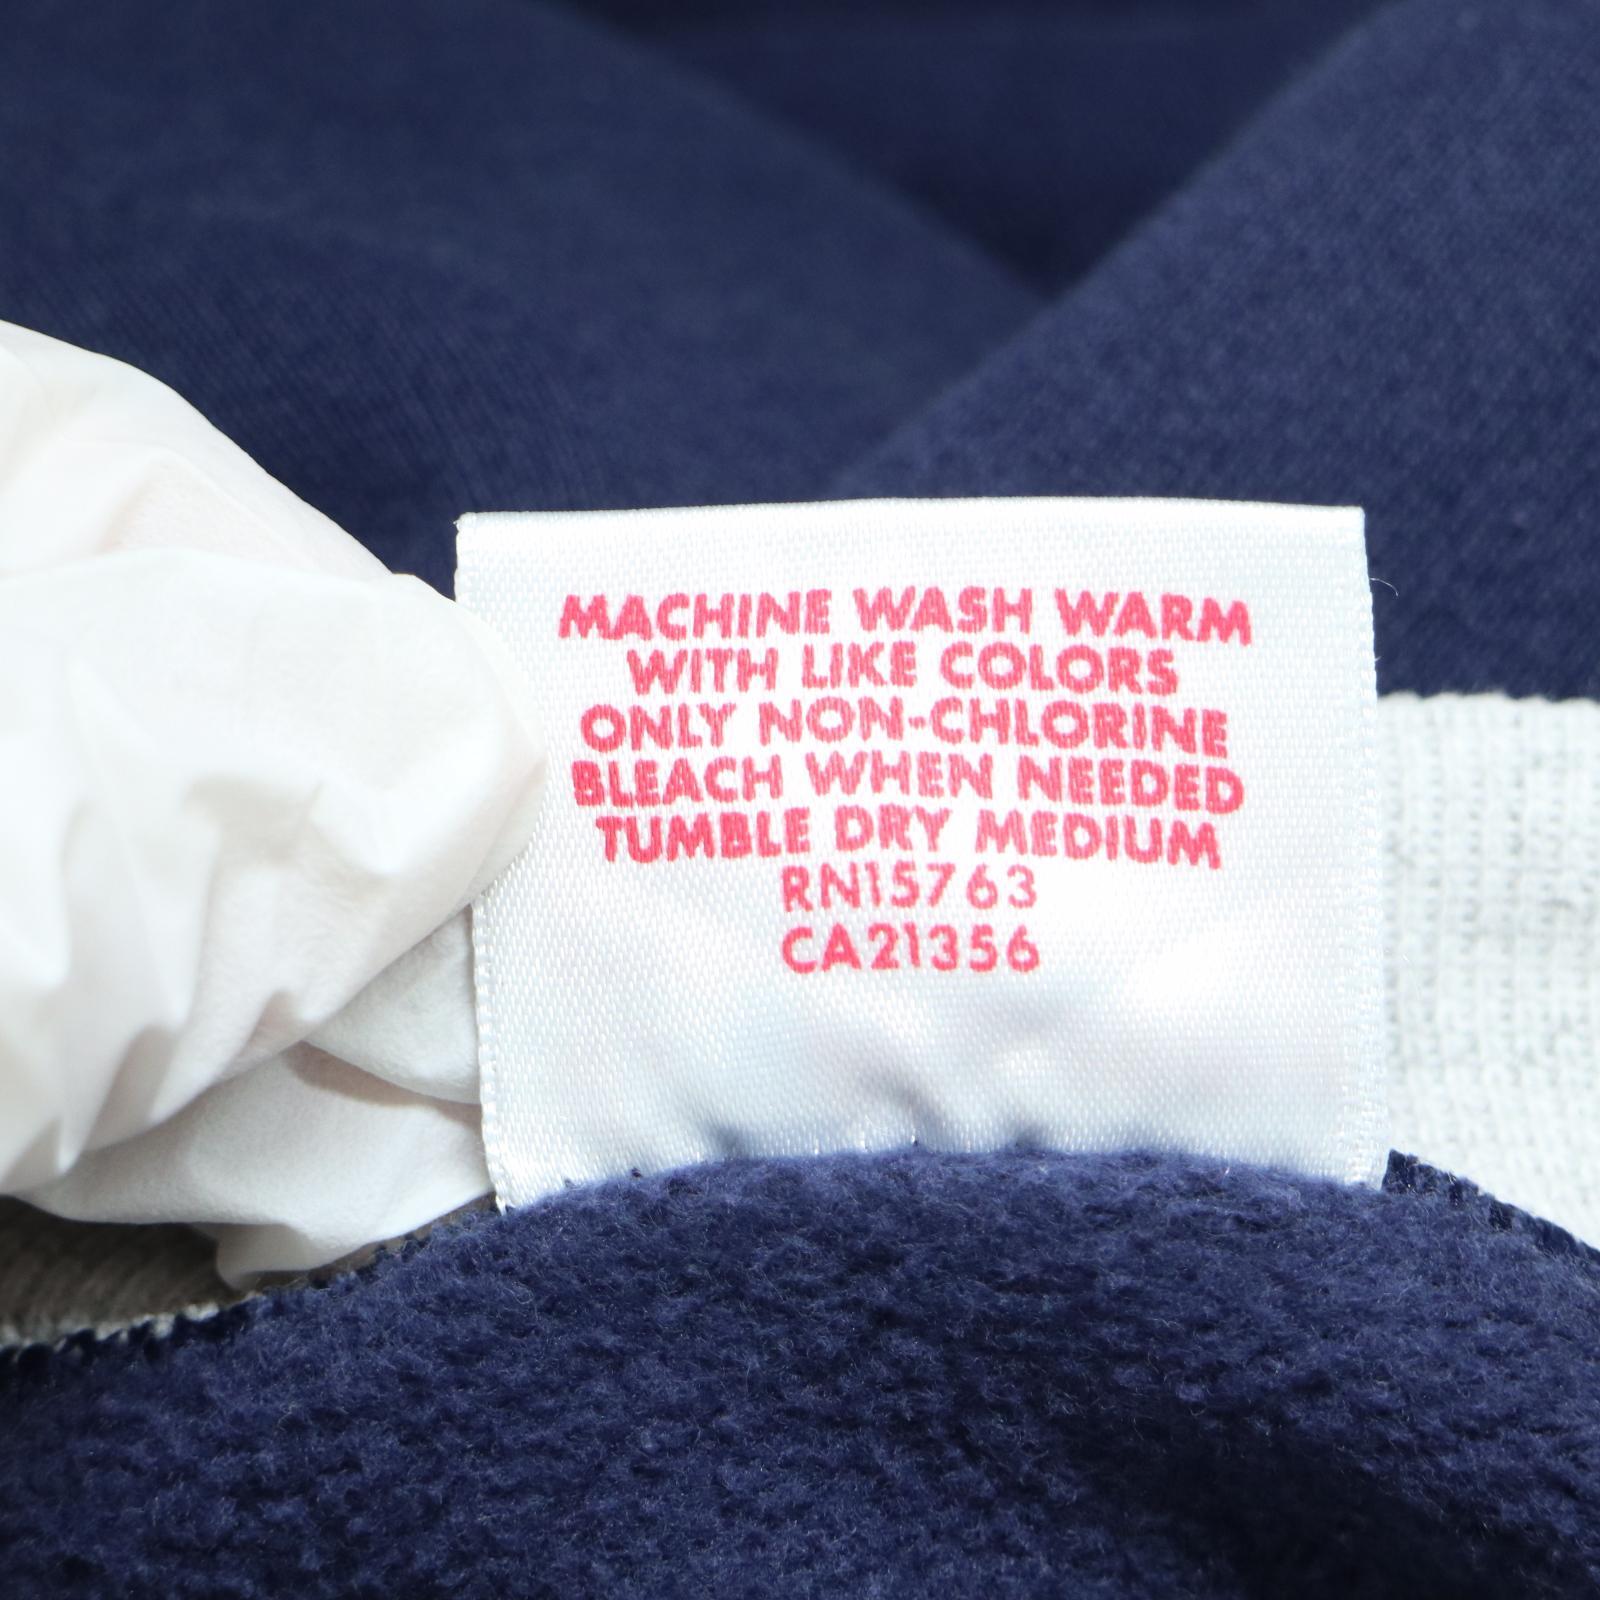 MACHINE WASH WARM
WITH LIKE COLORS
ONLY NON-CHLORINE
BLEACH WHEN NEEDED
TUMBLE DRY MEDIUM
RN15763
CA21356